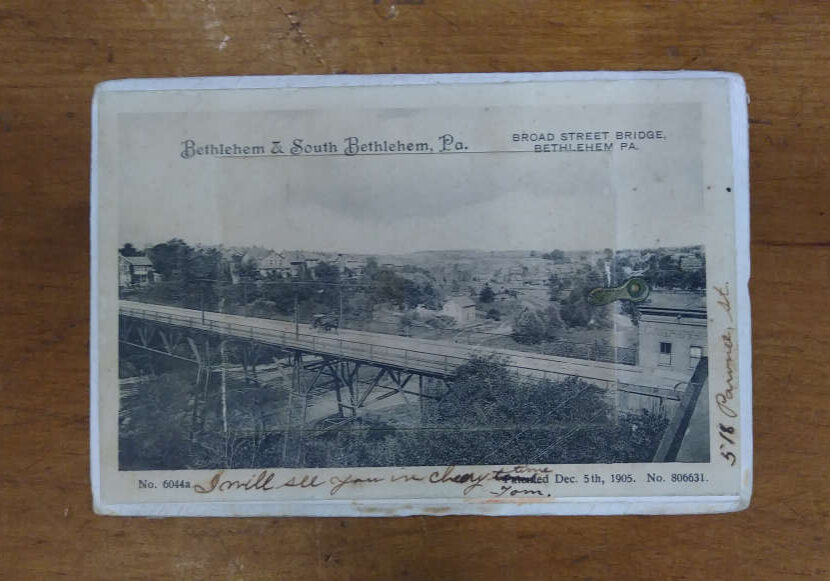 Bethlehem & South Bethlehem, Pa.
BROAD STREET BRIDGE,
BETHLEHEM PA.
No. 6044a
I will see you in
time
Patented Dec. 5th, 1905. No. 806631.
Tom.
518 Pawnee St.